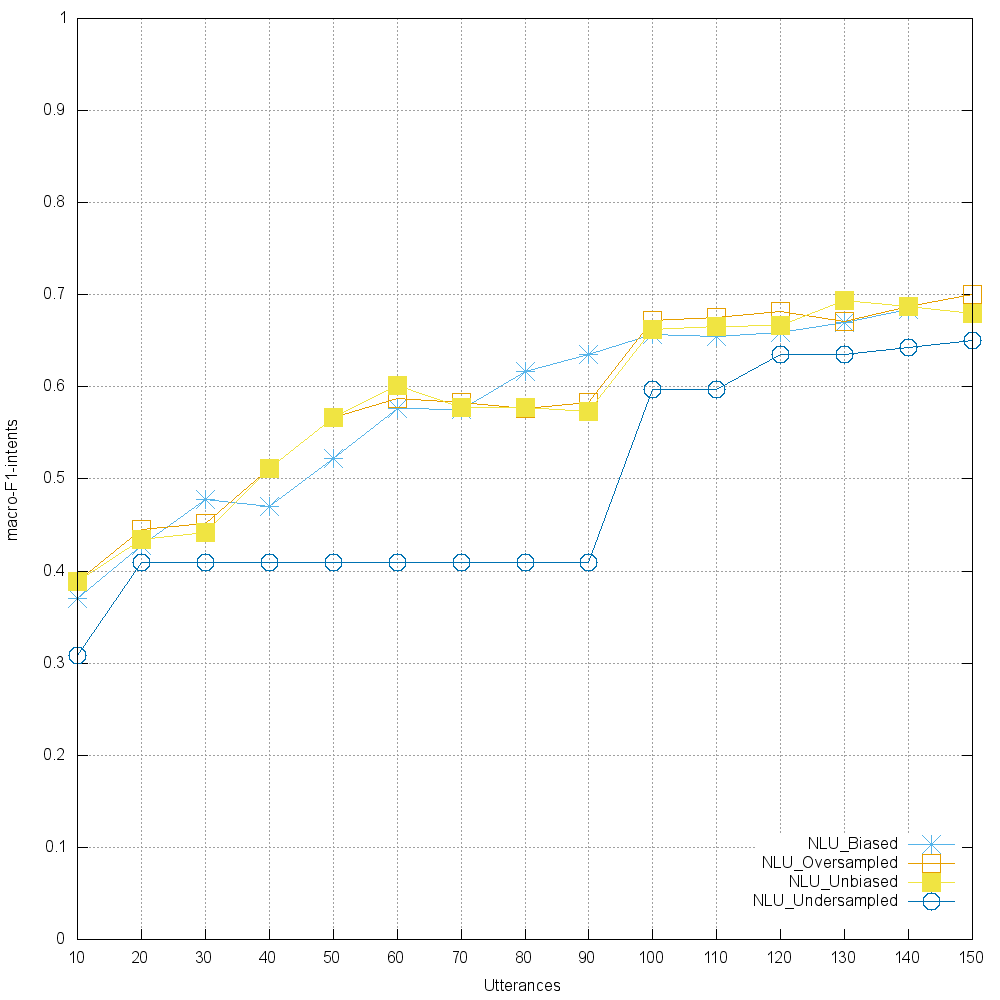 1
0.9
0.8
0.7
0.6
0.5
0.4
0.3
0.2
0.1
0
macro-F1-intents
NLU_Biased
NLU_Oversampled
NLU_Unbiased
NLU_Undersampled
10 20 30 40 50 60 70 80 90 100 110 120 130 140 150
Utterances